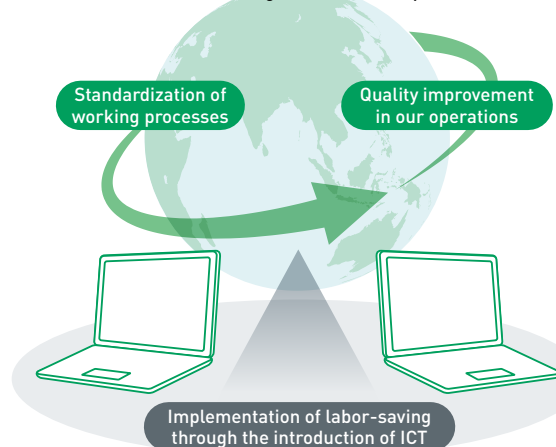 Standardization of
working processes
Quality improvement
in our operations
Implementation of labor-saving
through the introduction of ICT